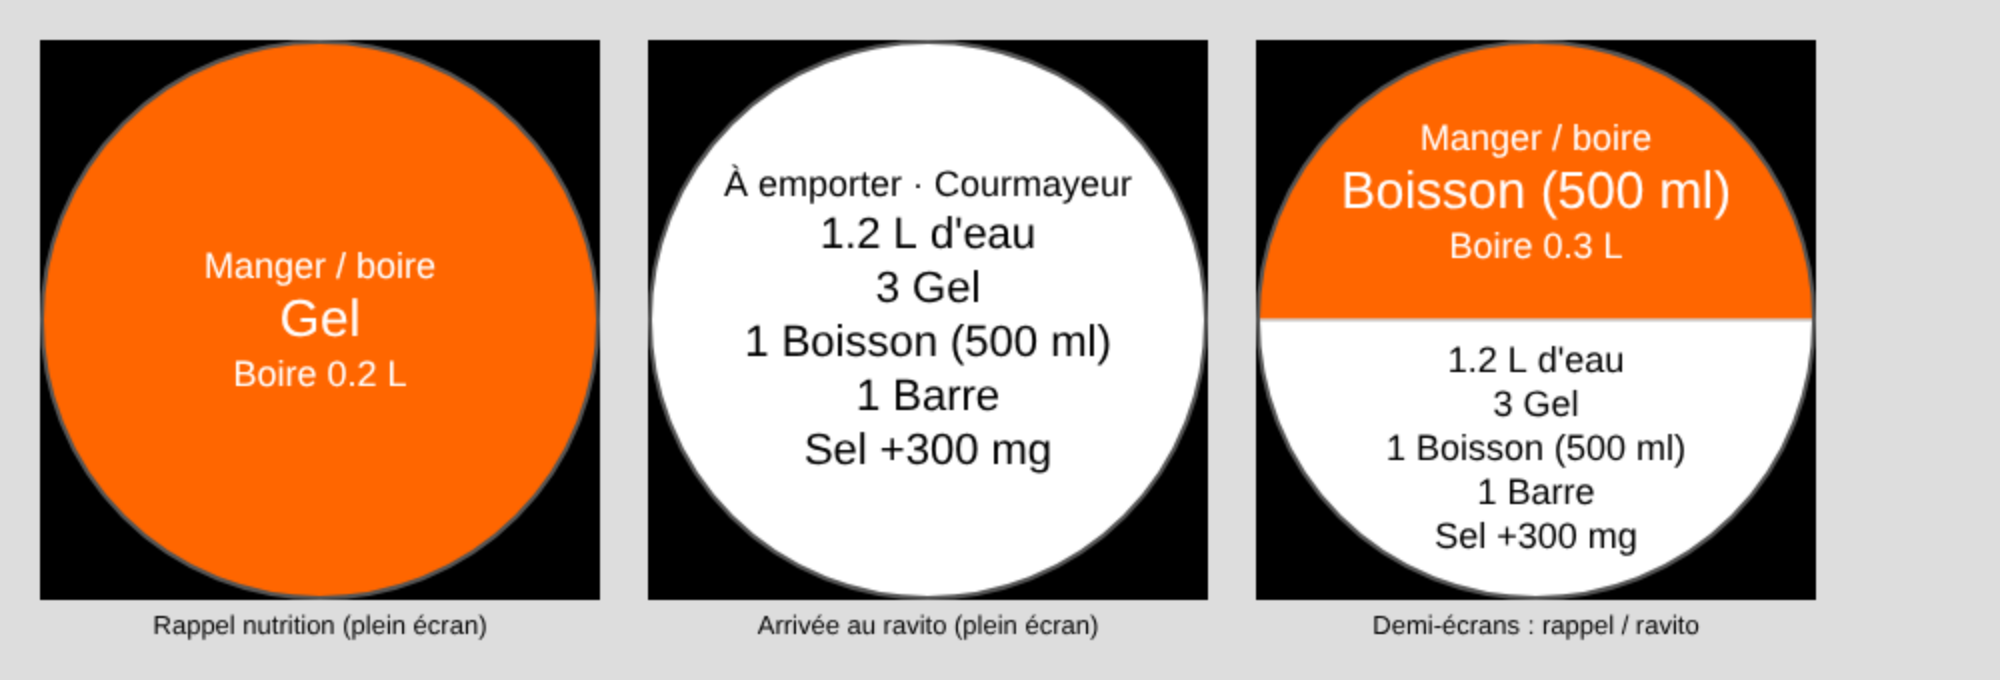 Manger / boire
Gel
Boire 0.2 L
Rappel nutrition (plein écran)
À emporter · Courmayeur
1.2 L d'eau
3 Gel
1 Boisson (500 ml)
1 Barre
Sel +300 mg
Arrivée au ravito (plein écran)
Manger / boire
Boisson (500 ml)
Boire 0.3 L
1.2 L d'eau
3 Gel
1 Boisson (500 ml)
1 Barre
Sel +300 mg
Demi-écrans : rappel / ravito